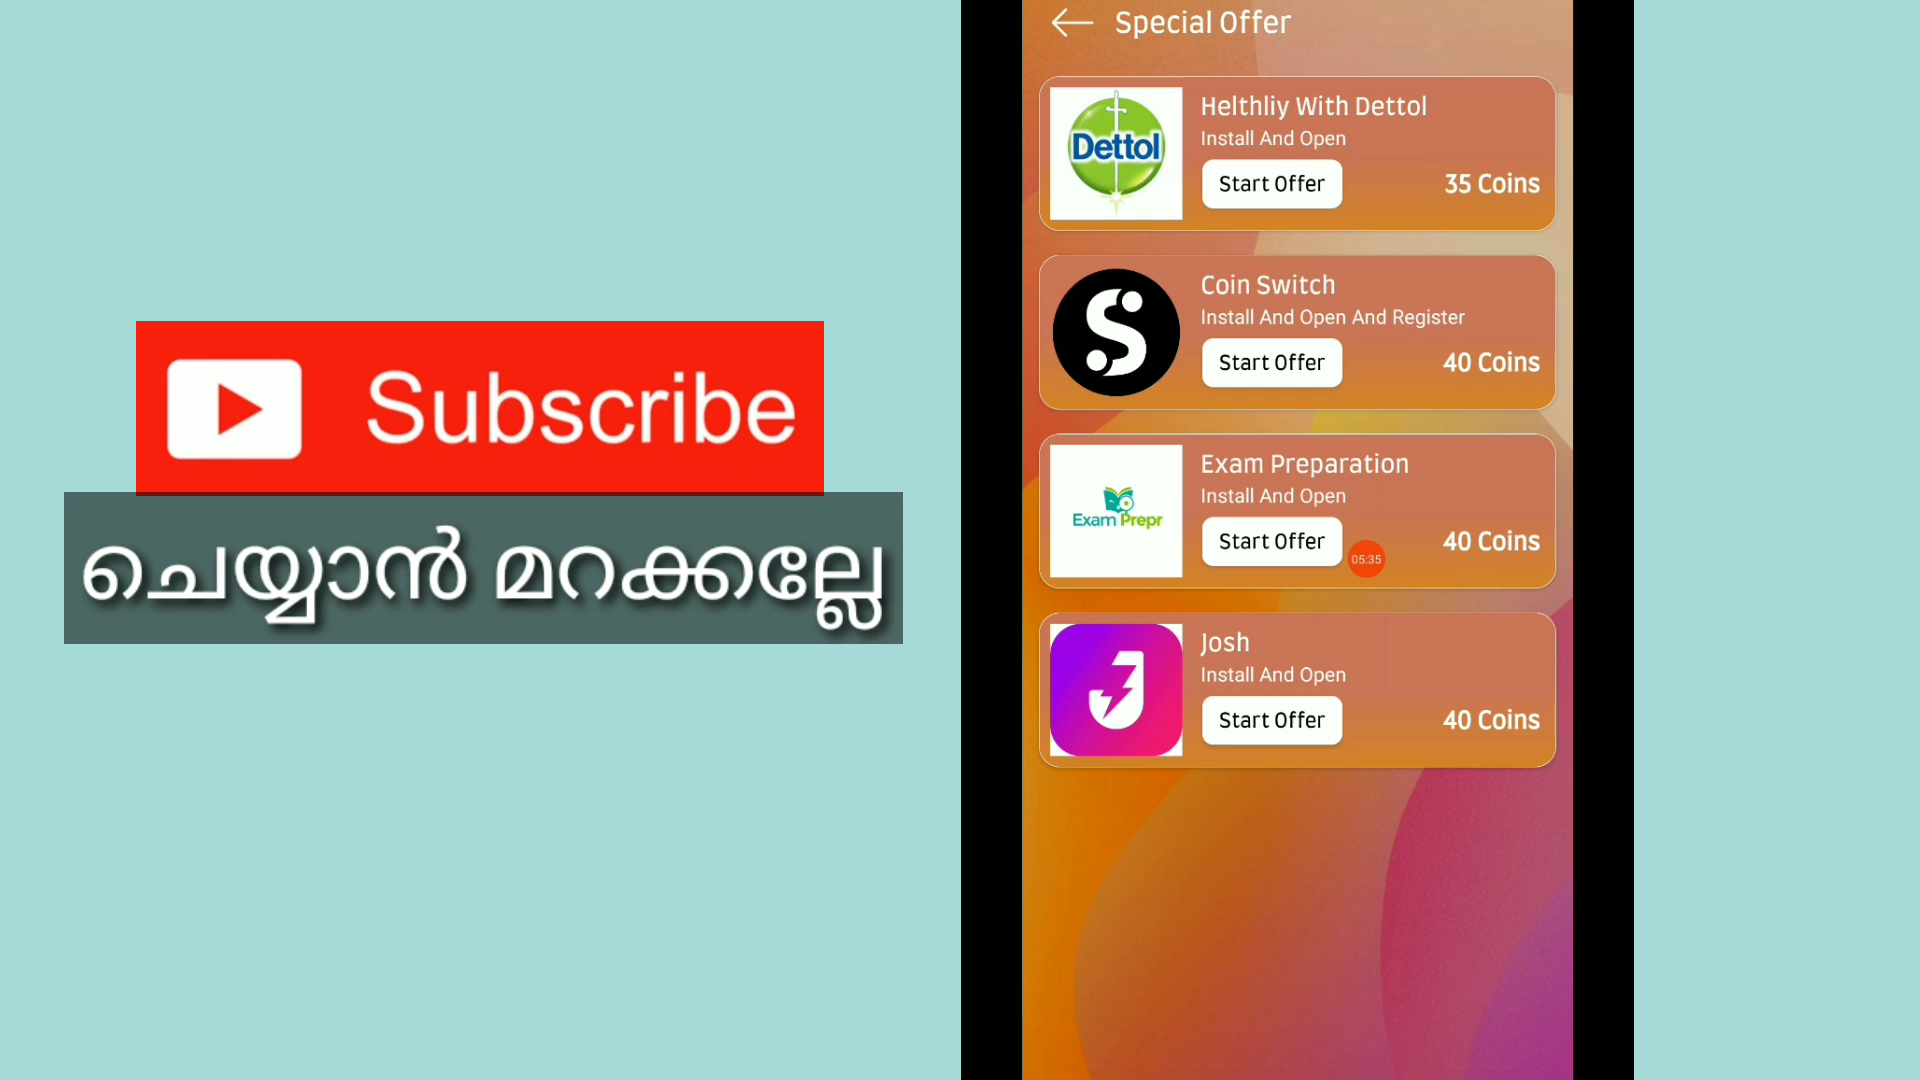 Subscribe
ചെയ്യാൻ മറക്കല്ലേ
Special Offer
Dettol
Helthliy With Dettol
Install And Open
Start Offer
35 Coins
Coin Switch
Install And Open And Register
Start Offer
40 Coins
Exam Prepr
Exam Preparation
Install And Open
Start Offer
05:35
40 Coins
Josh
Install And Open
Start Offer
40 Coins